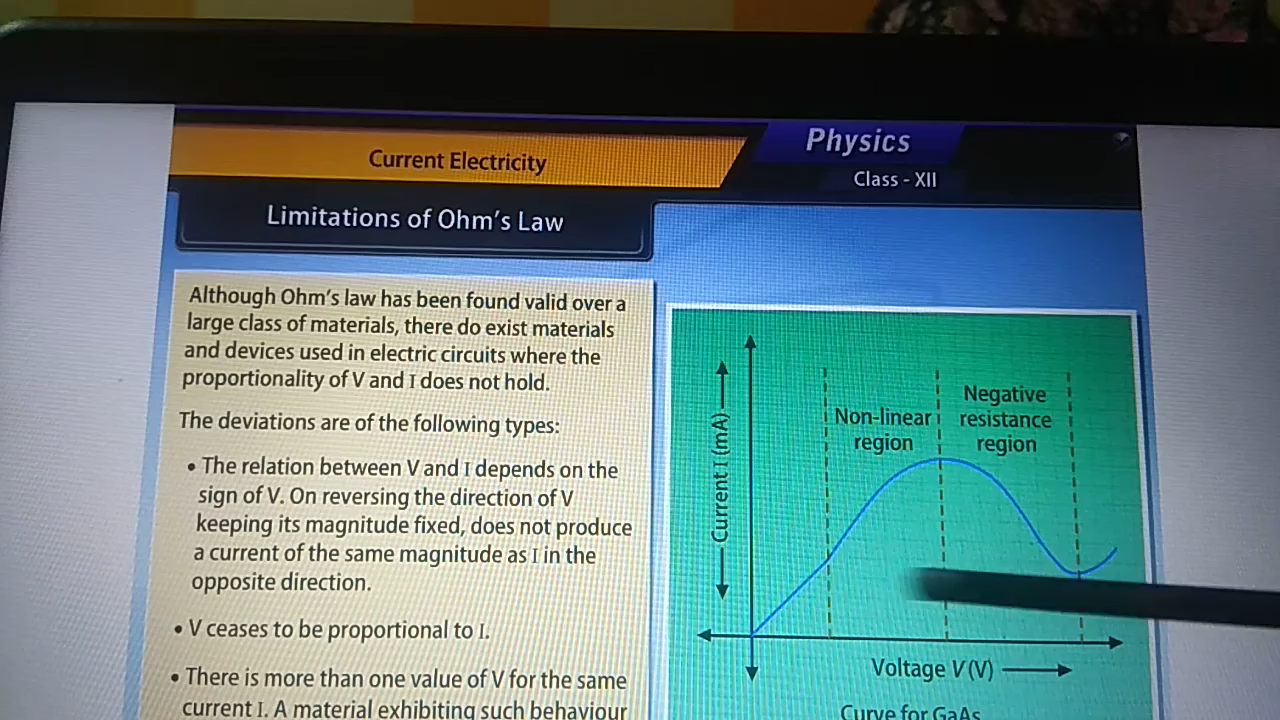 Current Electricity
Physics
Class - XII
Limitations of Ohm's Law
Although Ohm's law has been found valid over a
large class of materials, there do exist materials
and devices used in electric circuits where the
proportionality of V and I does not hold.
The deviations are of the following types:
• The relation between V and I depends on the
sign of V. On reversing the direction of V
keeping its magnitude fixed, does not produce
a current of the same magnitude as I in the
opposite direction.
• V ceases to be proportional to I.
• There is more than one value of V for the same
current I. A material exhibiting such behaviour
Current I (mA)
Non-linear
region
Negative
resistance
region
Voltage V (V)
Curve for GaAs